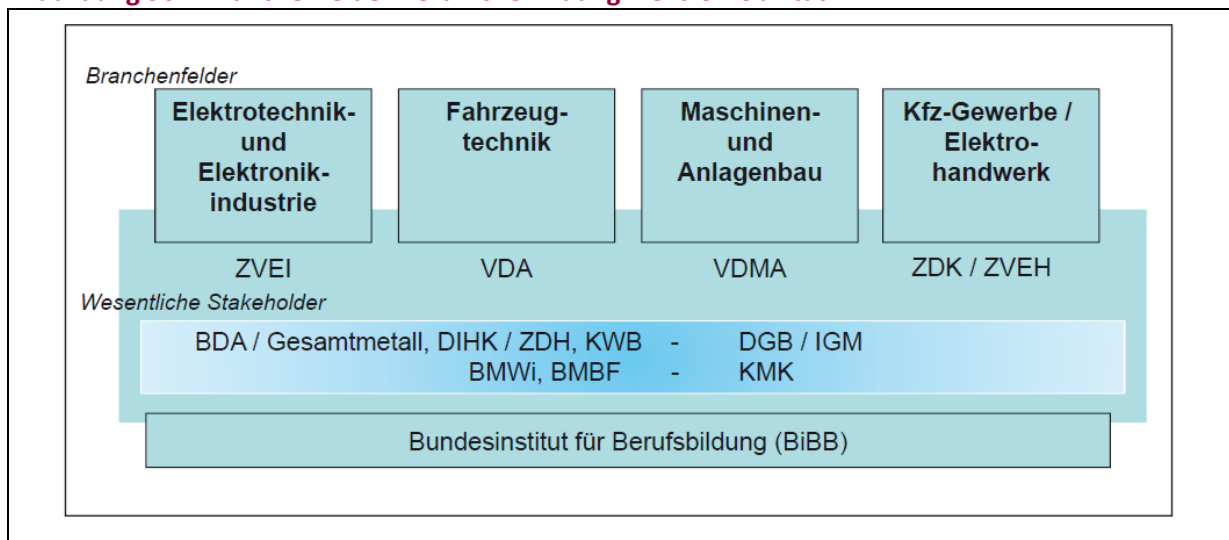 Branchenfelder
Elektrotechnik-
und
Elektronik-
industrie
Fahrzeug-
technik
Maschinen-
und
Anlagenbau
Kfz-Gewerbe /
Elektro-
handwerk
ZVEI
VDA
VDMA
ZDK / ZVEH
Wesentliche Stakeholder
BDA / Gesamtmetall, DIHK / ZDH, KWB - DGB / IGM
BMWi, BMBF - KMK
Bundesinstitut für Berufsbildung (BiBB)